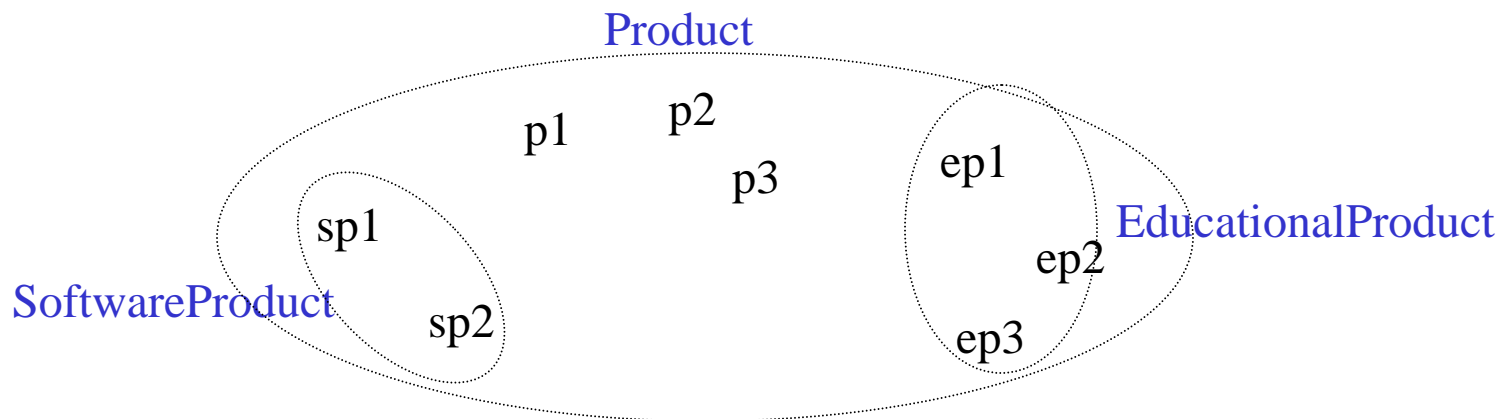 Product
p1
p2
p3
ep1
sp1
EducationalProduct
ep2
SoftwareProduct
sp2
ep3